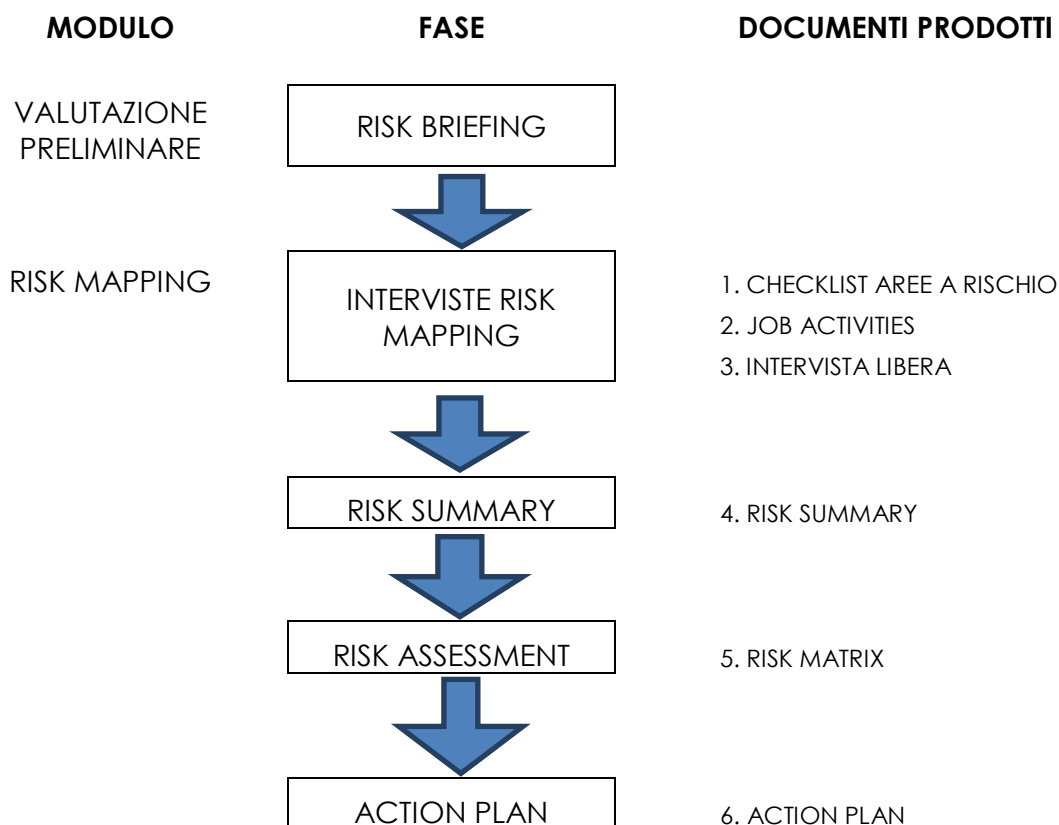 MODULO FASE DOCUMENTI PRODOTTI
VALUTAZIONE
PRELIMINARE
RISK BRIEFING
RISK MAPPING
INTERVISTE RISK
MAPPING
1. CHECKLIST AREE A RISCHIO
2. JOB ACTIVITIES
3. INTERVISTA LIBERA
RISK SUMMARY
4. RISK SUMMARY
RISK ASSESSMENT
5. RISK MATRIX
ACTION PLAN
6. ACTION PLAN